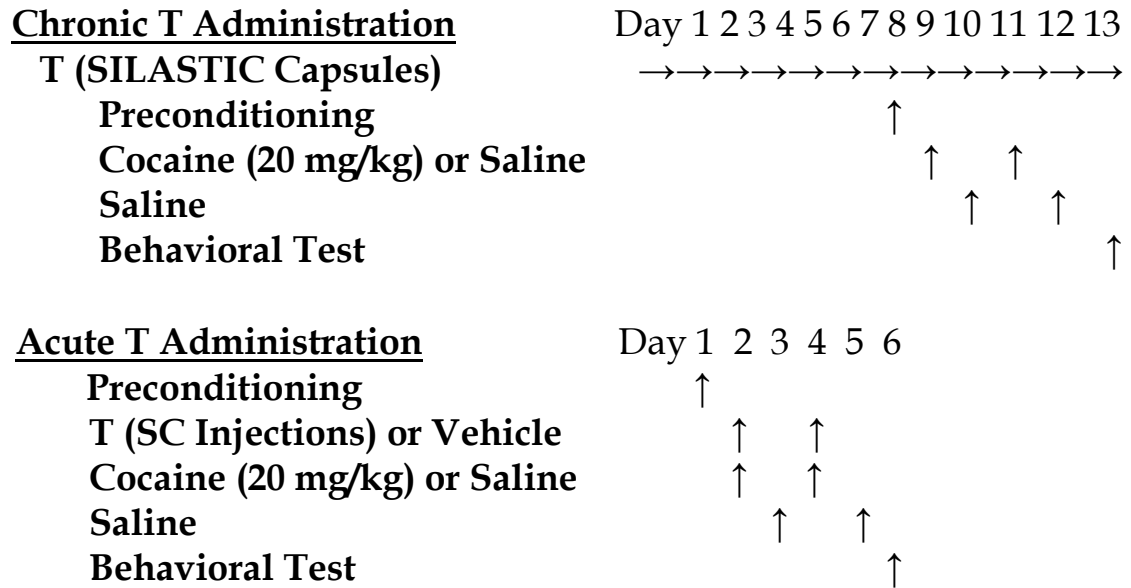 Chronic T Administration Day 1 2 3 4 5 6 7 8 9 10 11 12 13
T (SILASTIC Capsules) →→→→→→→→→→→→→
Preconditioning ↑
Cocaine (20 mg/kg) or Saline ↑ ↑
Saline ↑ ↑
Behavioral Test ↑
Acute T Administration Day 1 2 3 4 5 6
Preconditioning ↑
T (SC Injections) or Vehicle ↑ ↑
Cocaine (20 mg/kg) or Saline ↑ ↑
Saline ↑ ↑
Behavioral Test ↑